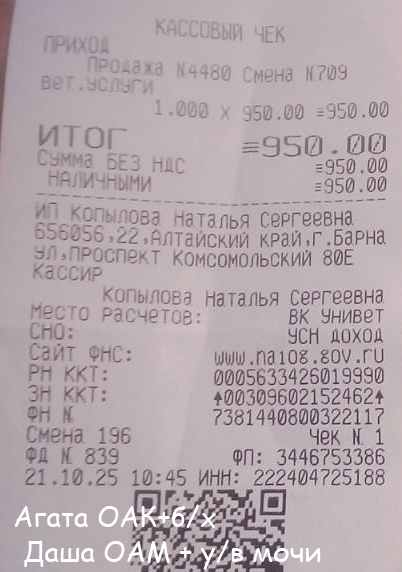 КАССОВЫЙ ЧЕК
ПРИХОД
Продажа N4480 Смена N709
вет.услуги
1.000 x 950.00 ≡950.00
ИТОГ ≡950.00
Сумма БЕЗ НДС ≡950.00
НАЛИЧНЫМИ ≡950.00
ИП Копылова Наталья Сергеевна
656056,22,Алтайский край,г.Барна
ул,проспект Комсомольский 80Е
Кассир
Копылова Наталья Сергеевна
Место расчетов: ВК Унивет
СНО: УСН ДОХОД
Сайт ФНС: www.nalog.gov.ru
РН ККТ: 0005633426019990
ЗН ККТ: ♠00309602152462♠
ФН № 7381440800322117
Смена 196 Чек № 1
ФД № 839 ФП: 3446753386
21.10.25 10:45 ИНН: 222404725188
Агата ОАК+б/х
Даша ОАМ + у/в мочи